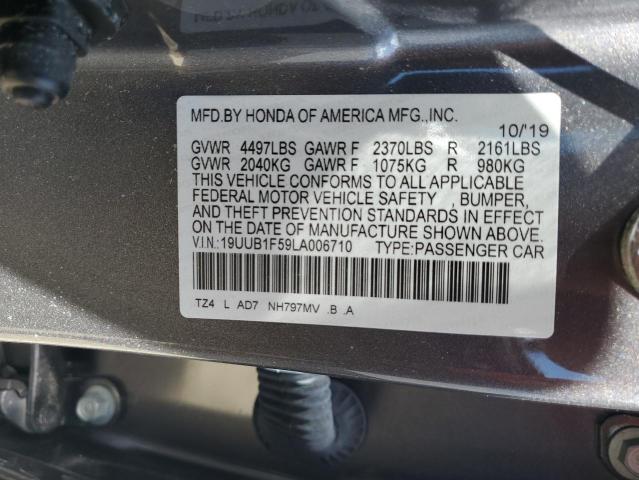 MFD.BY HONDA OF AMERICA MFG.,INC.
10/'19
GVWR 4497LBS GAWR F 2370LBS R 2161LBS
GVWR 2040KG GAWR F 1075KG R 980KG
THIS VEHICLE CONFORMS TO ALL APPLICABLE
FEDERAL MOTOR VEHICLE SAFETY , BUMPER,
AND THEFT PREVENTION STANDARDS IN EFFECT
ON THE DATE OF MANUFACTURE SHOWN ABOVE.
V.I.N:19UUB1F59LA006710 TYPE:PASSENGER CAR
TZ4 L AD7 NH797MV .B .A